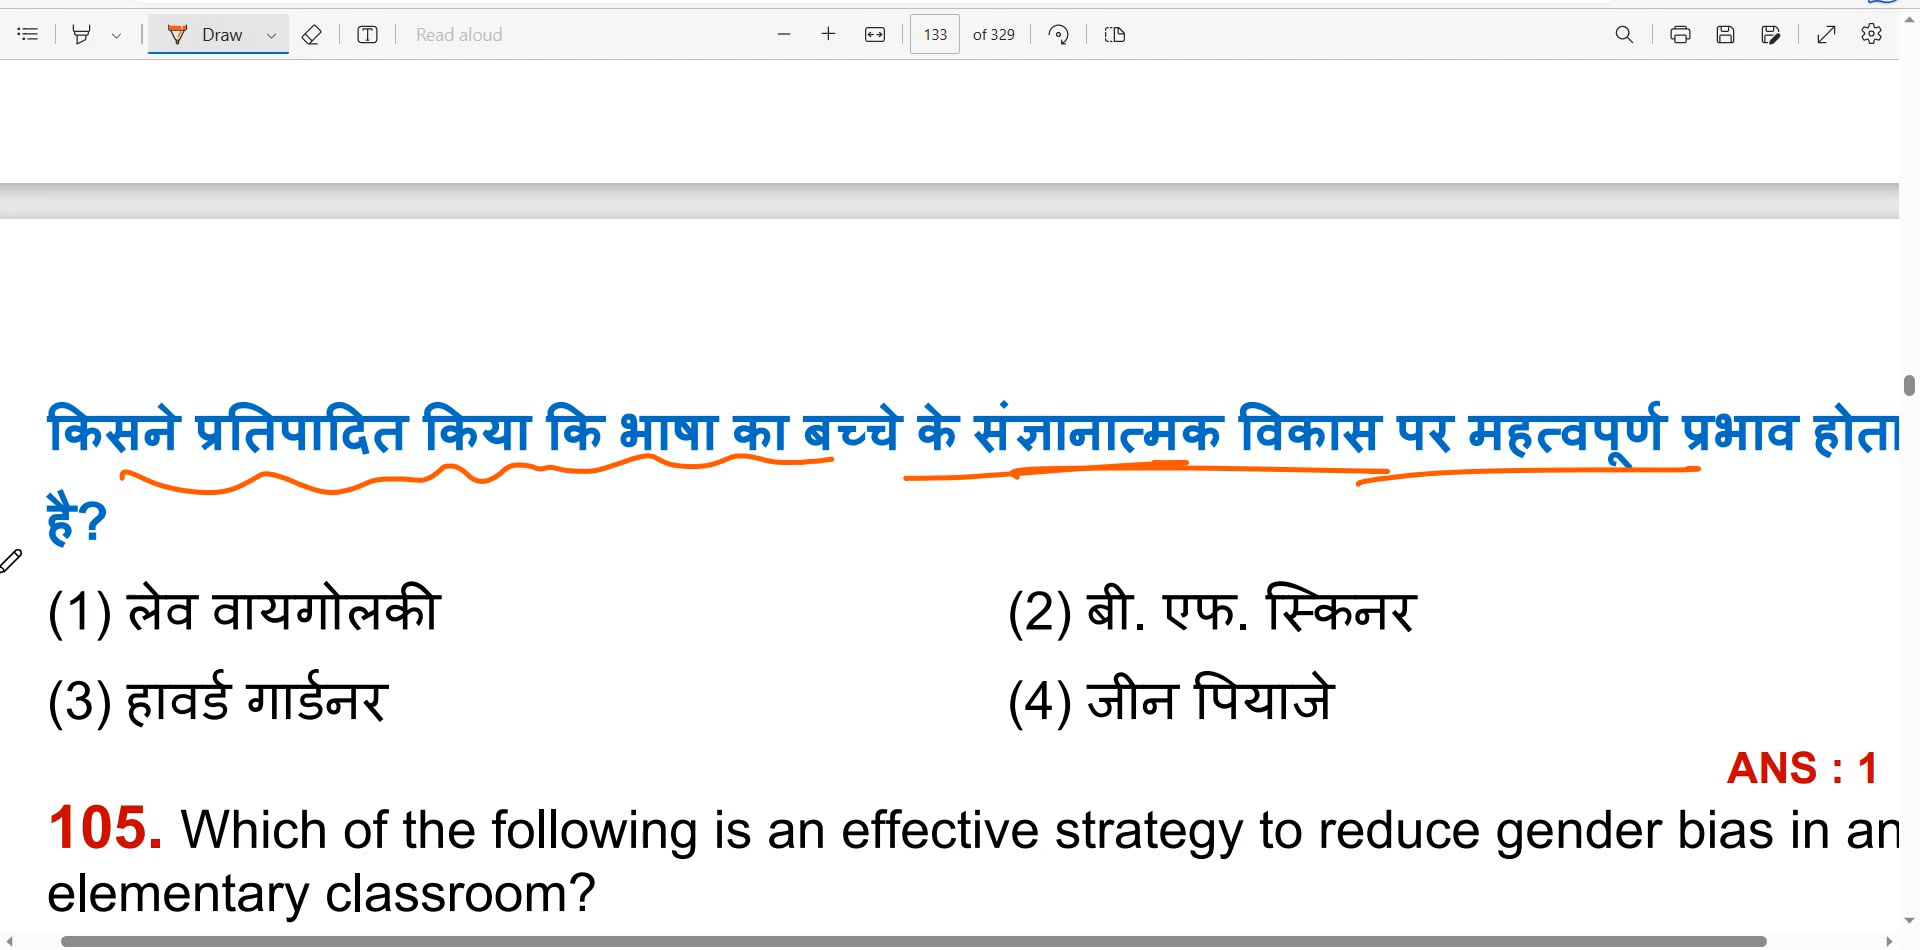 Draw
Read aloud
133 of 329
किसने प्रतिपादित किया कि भाषा का बच्चे के संज्ञानात्मक विकास पर महत्वपूर्ण प्रभाव होता
है?
(1) लेव वायगोलकी (2) बी. एफ. स्किनर
(3) हावर्ड गार्डनर (4) जीन पियाजे
ANS : 1
105. Which of the following is an effective strategy to reduce gender bias in an
elementary classroom?